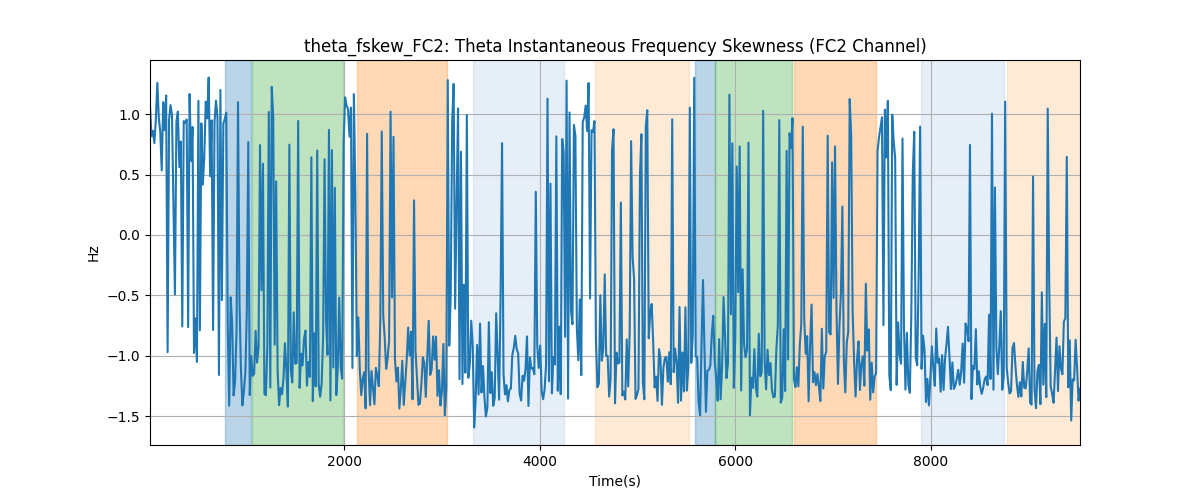 theta_fskew_FC2: Theta Instantaneous Frequency Skewness (FC2 Channel)
Hz
1.0
0.5
0.0
−0.5
−1.0
−1.5
2000 4000 6000 8000
Time(s)